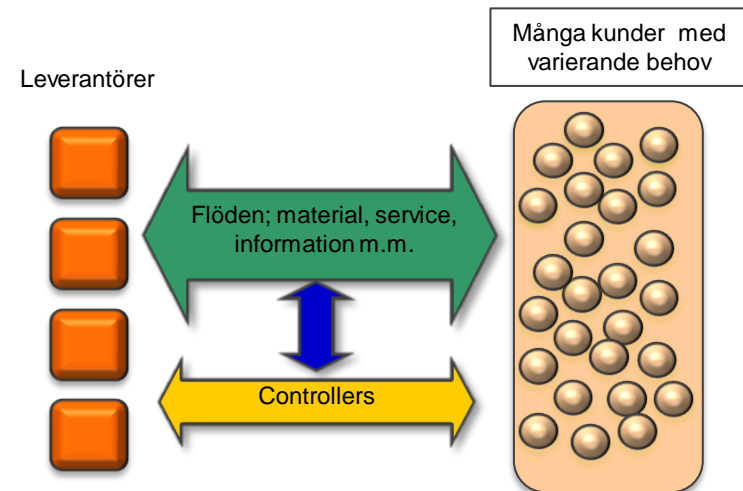 Många kunder med
varierande behov
Leverantörer
Flöden; material, service,
information m.m.
Controllers